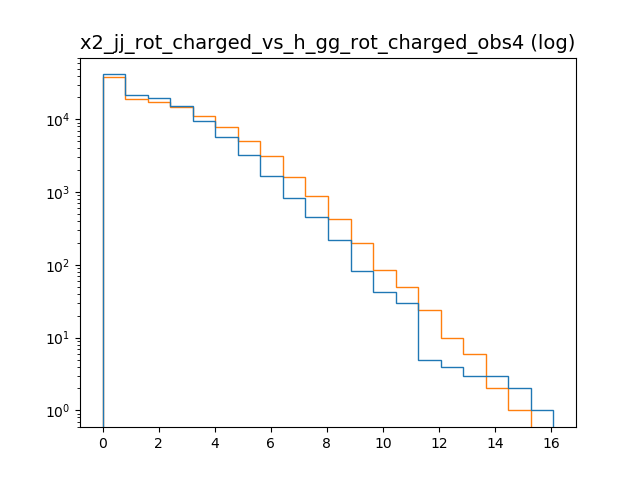 x2_jj_rot_charged_vs_h_gg_rot_charged_obs4 (log)
10⁴
10³
10²
10¹
10⁰
0 2 4 6 8 10 12 14 16